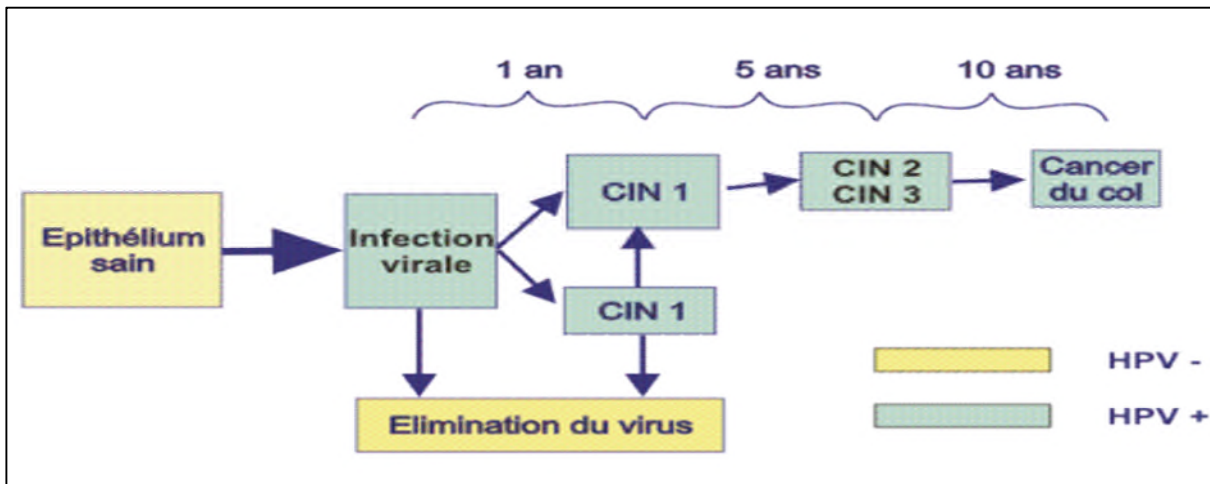 1 an
5 ans
10 ans
Epithélium
sain
Infection
virale
CIN 1
CIN 2
CIN 3
Cancer
du col
CIN 1
Elimination du virus
HPV -
HPV +